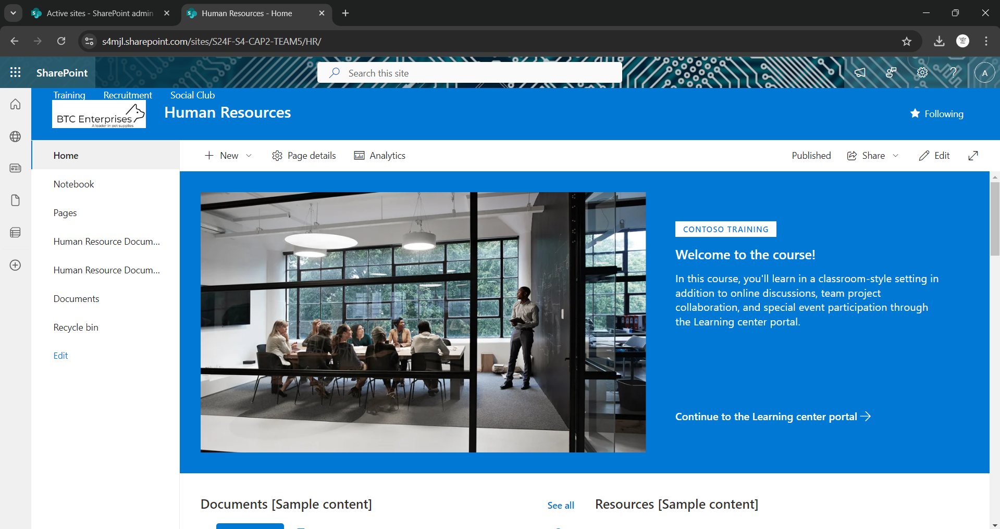 Active sites - SharePoint admin
Human Resources - Home
s4mjl.sharepoint.com/sites/S24F-S4-CAP2-TEAM5/HR/
SharePoint
Search this site
?
A
Training
Recruitment
Social Club
BTC Enterprises
A leader in pet supplies
Human Resources
Following
Home
Notebook
Pages
Human Resource Docum...
Human Resource Docum...
Documents
Recycle bin
Edit
New
Page details
Analytics
Published
Share
Edit
CONTOSO TRAINING
Welcome to the course!
In this course, you'll learn in a classroom-style setting in
addition to online discussions, team project
collaboration, and special event participation through
the Learning center portal.
Continue to the Learning center portal
Documents [Sample content]
See all
Resources [Sample content]